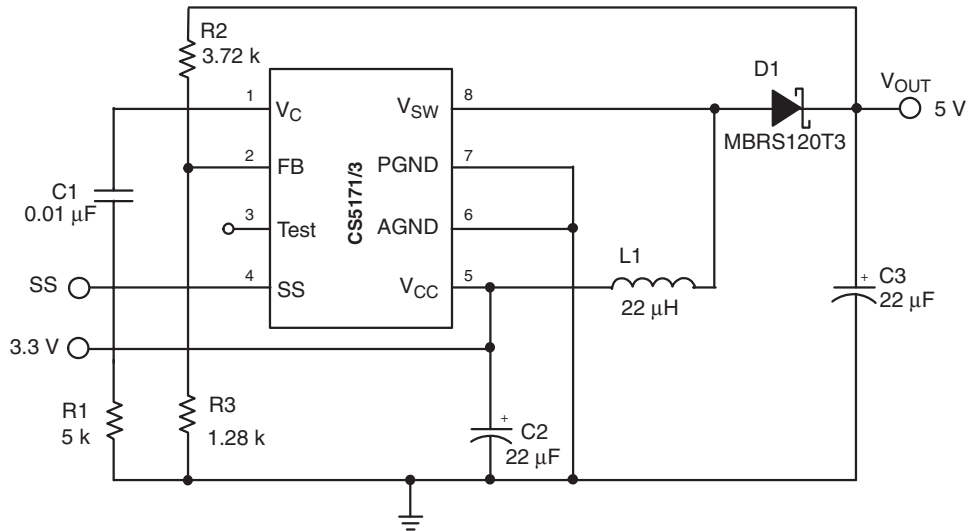 R2
3.72 k
D1
V_OUT
5 V
MBRS120T3
1
V_C
V_SW
8
2
FB
PGND
7
C1
0.01 μF
3
Test
CS5171/3
AGND
6
SS
4
SS
V_CC
5
L1
22 μH
+
C3
22 μF
3.3 V
R1
5 k
R3
1.28 k
+
C2
22 μF